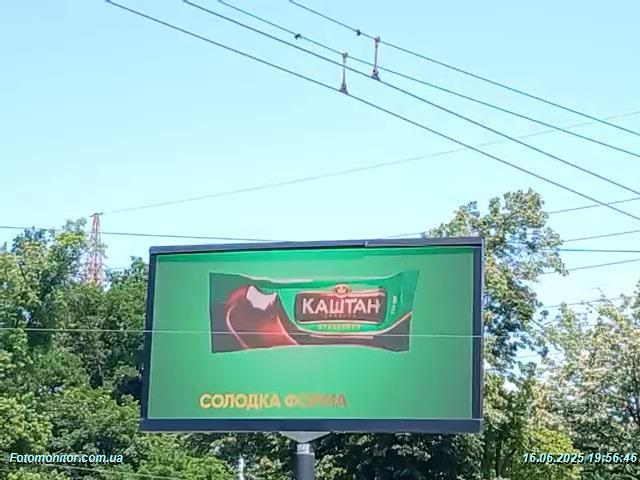 КАШТАН
СОЛОДКА ФОРМА
Fotomonitor.com.ua
16.06.2025 19:56:46